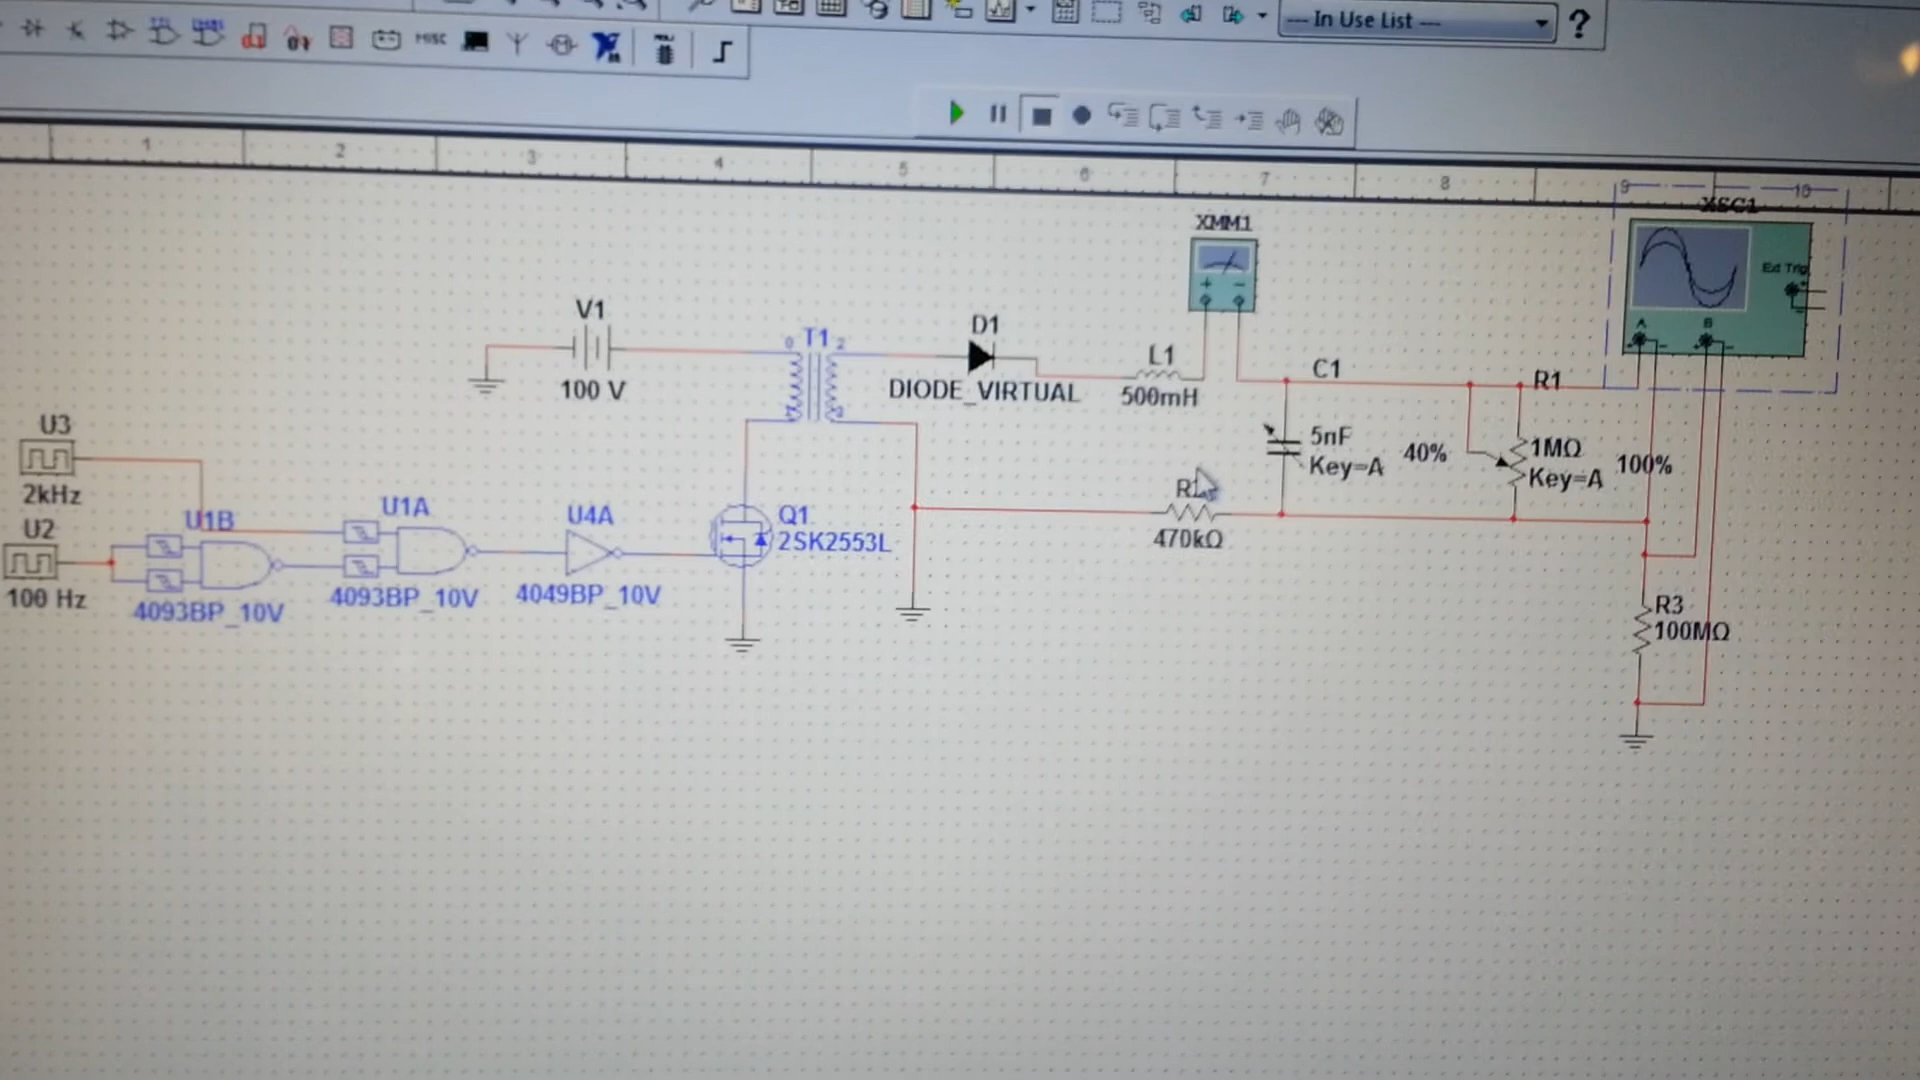 MISC
--- In Use List ---
?
1 2 3 4 5 6 7 8 9 10
XMM1
XSC1
Ext Trig
A
B
V1
100 V
T1
2
D1
DIODE_VIRTUAL
L1
500mH
C1
5nF
Key=A
40%
R1
1MΩ
Key=A
100%
U3
2kHz
U2
100 Hz
U1B
4093BP_10V
U1A
4093BP_10V
U4A
4049BP_10V
Q1
2SK2553L
470kΩ
R3
100MΩ